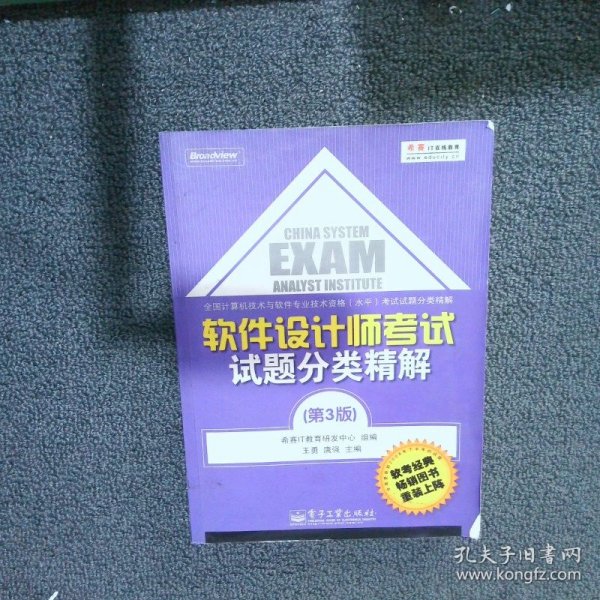 Broadview
希赛 IT在线教育
www.educity.cn
CHINA SYSTEM
EXAM
ANALYST INSTITUTE
全国计算机技术与软件专业技术资格（水平）考试试题分类精解
软件设计师考试
试题分类精解
(第3版)
希赛IT教育研发中心 组编
王勇 唐强 主编
软考经典
畅销图书
重装上阵
电子工业出版社
孔夫子旧书网
www.kongfz.com